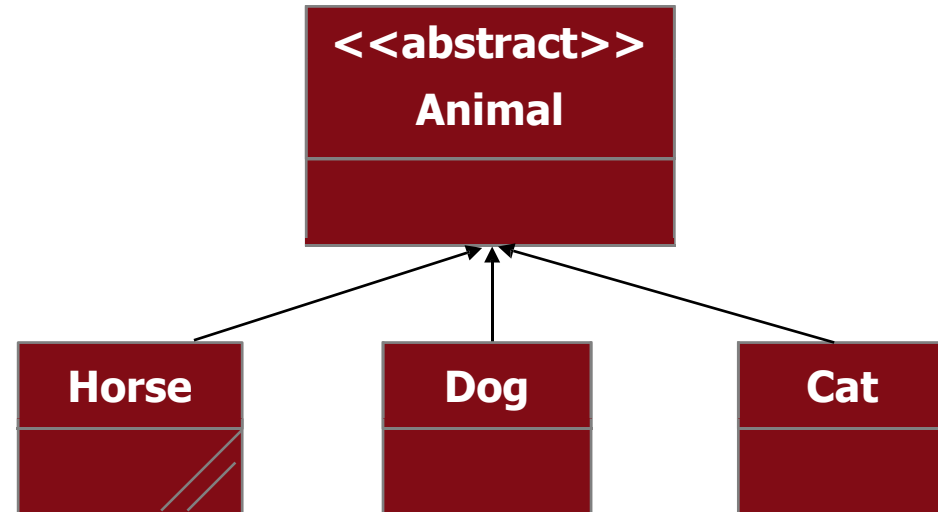 <<abstract>>
Animal
Horse
Dog
Cat